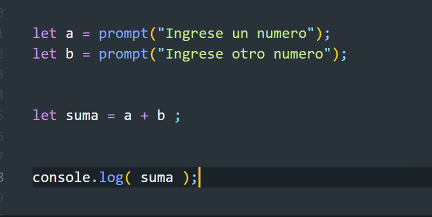 let a = prompt("Ingrese un numero");
let b = prompt("Ingrese otro numero");
let suma = a + b ;
console.log( suma );